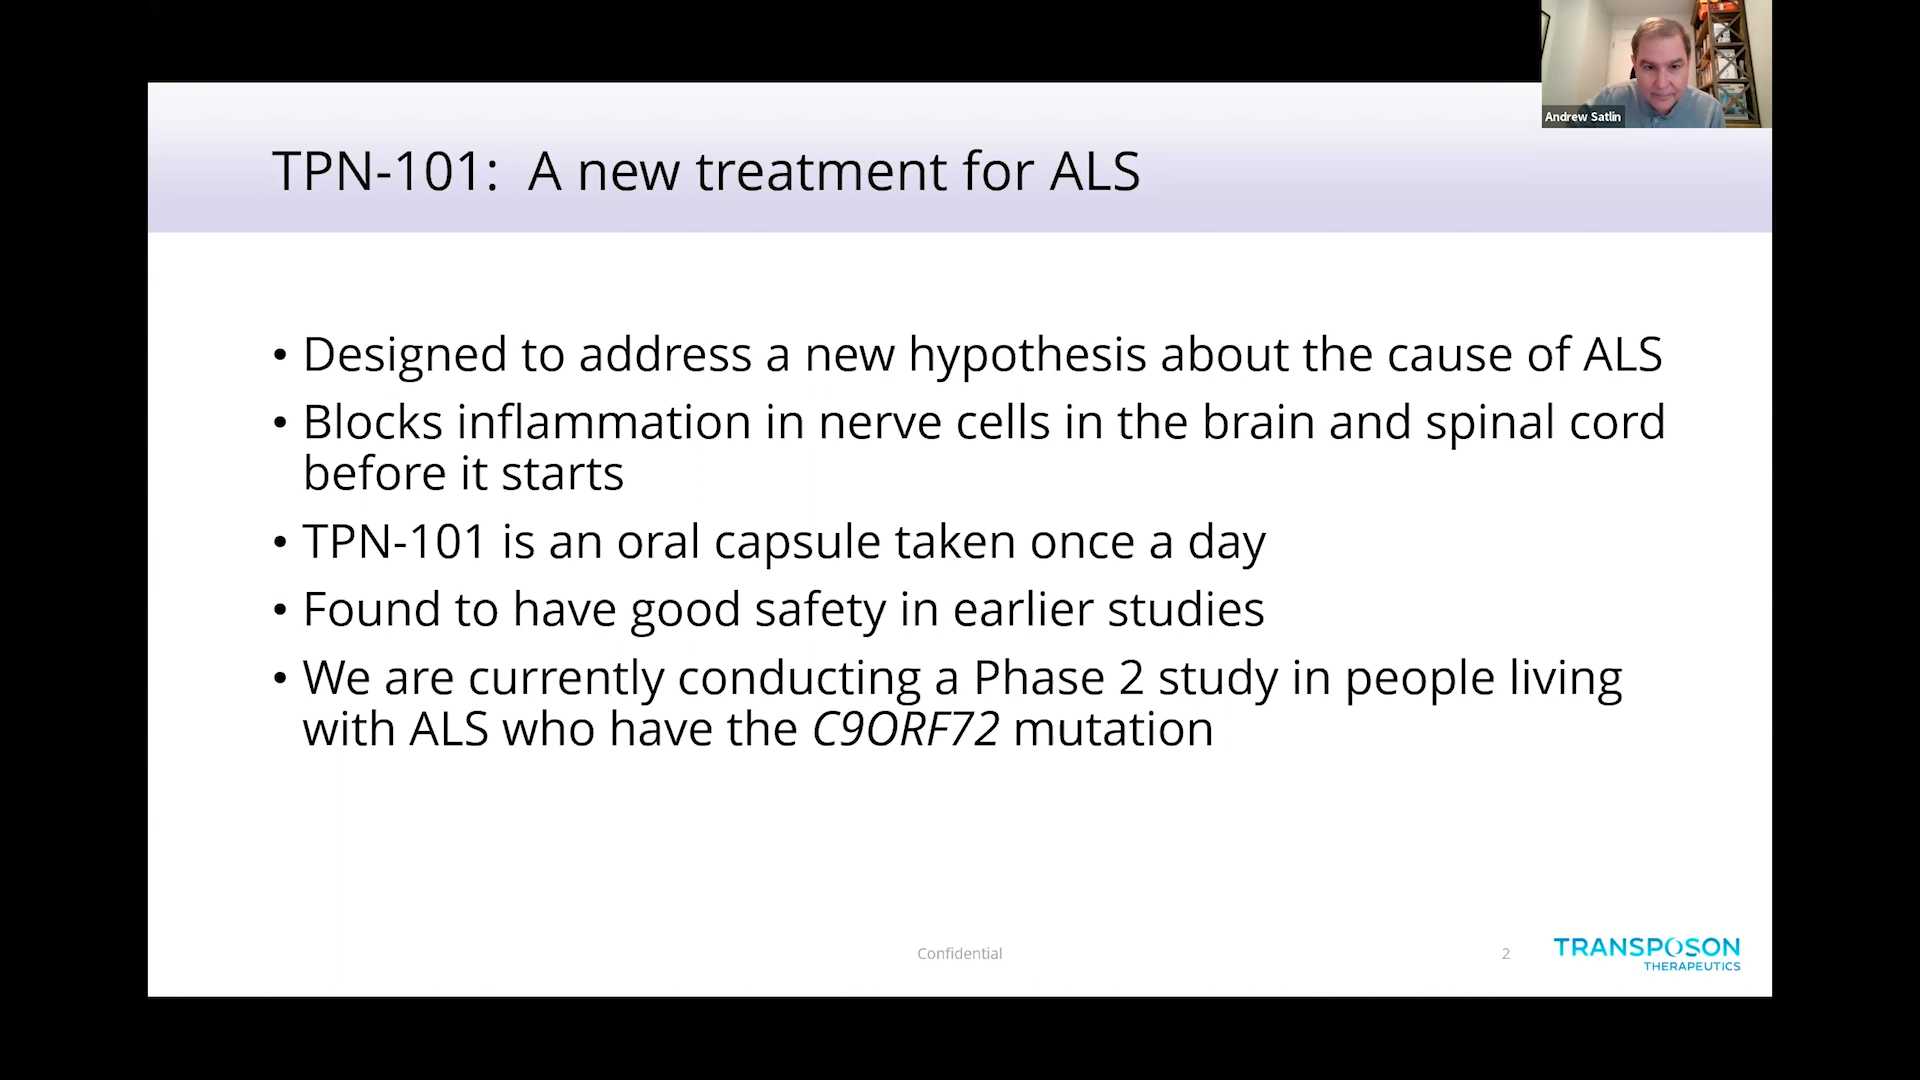 Andrew Satlin
TPN-101:  A new treatment for ALS
• Designed to address a new hypothesis about the cause of ALS
• Blocks inflammation in nerve cells in the brain and spinal cord
before it starts
• TPN-101 is an oral capsule taken once a day
• Found to have good safety in earlier studies
• We are currently conducting a Phase 2 study in people living
with ALS who have the C9ORF72 mutation
Confidential
2
TRANSPOSON
THERAPEUTICS